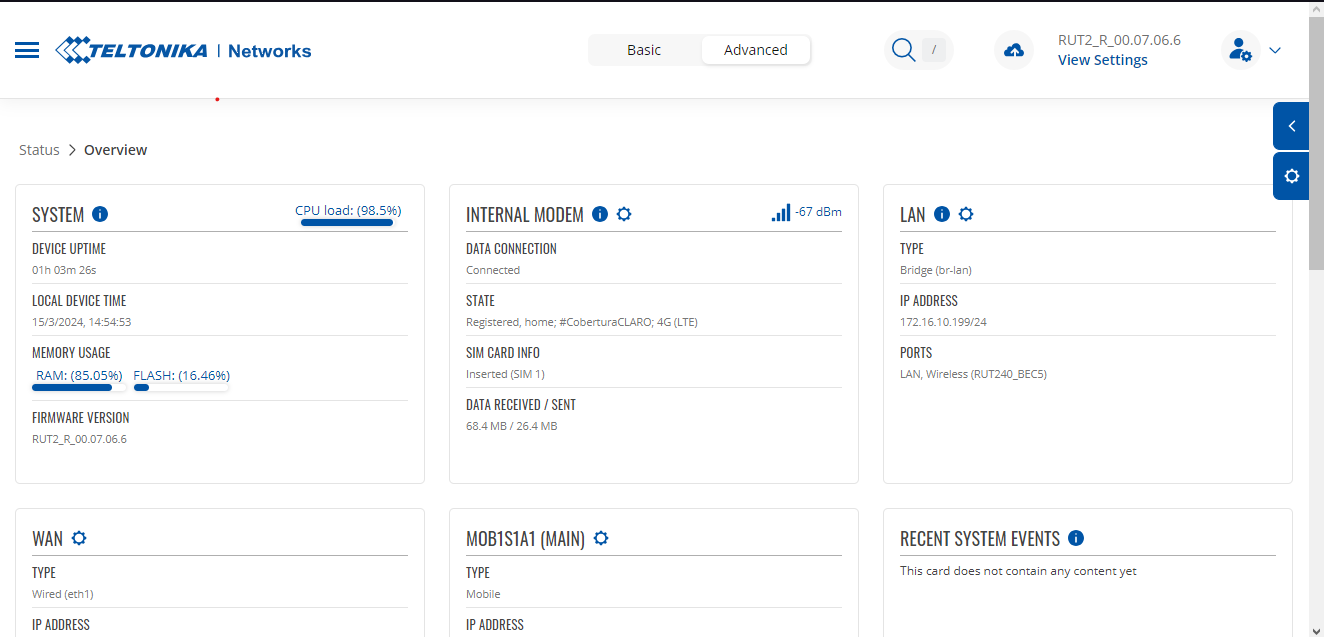 TELTONIKA | Networks
Basic
Advanced
/
RUT2_R_00.07.06.6
View Settings
Status > Overview
SYSTEM
CPU load: (98.5%)
DEVICE UPTIME
01h 03m 26s
LOCAL DEVICE TIME
15/3/2024, 14:54:53
MEMORY USAGE
RAM: (85.05%) FLASH: (16.46%)
FIRMWARE VERSION
RUT2_R_00.07.06.6
INTERNAL MODEM
-67 dBm
DATA CONNECTION
Connected
STATE
Registered, home; #CoberturaCLARO; 4G (LTE)
SIM CARD INFO
Inserted (SIM 1)
DATA RECEIVED / SENT
68.4 MB / 26.4 MB
LAN
TYPE
Bridge (br-lan)
IP ADDRESS
172.16.10.199/24
PORTS
LAN, Wireless (RUT240_BEC5)
WAN
TYPE
Wired (eth1)
IP ADDRESS
MOB1S1A1 (MAIN)
TYPE
Mobile
IP ADDRESS
RECENT SYSTEM EVENTS
This card does not contain any content yet